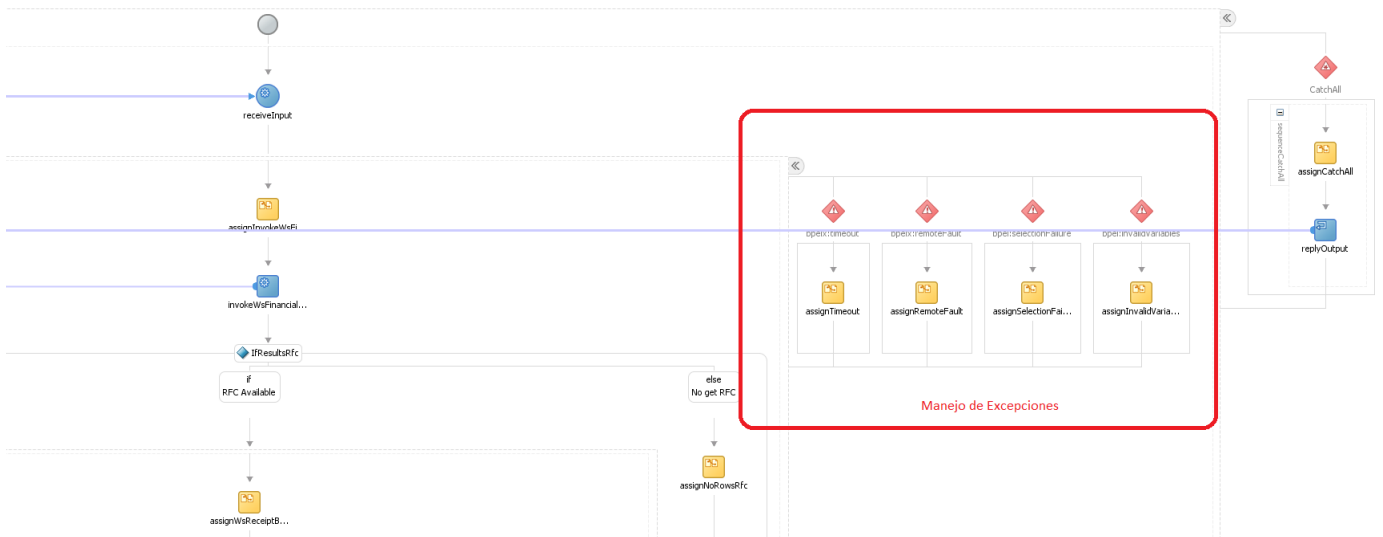 CatchAll
receiveInput
sequenceCatchAll
assignCatchAll
assignInvokeWsFi...
bpelx:timeout
bpelx:remoteFault
bpel:selectionFailure
bpel:invalidVariables
replyOutput
invokeWsFinancial...
assignTimeout
assignRemoteFault
assignSelectionFai...
assignInvalidVaria...
IfResultsRfc
if
RFC Available
else
No get RFC
Manejo de Excepciones
assignNoRowsRfc
assignWsReceiptB...